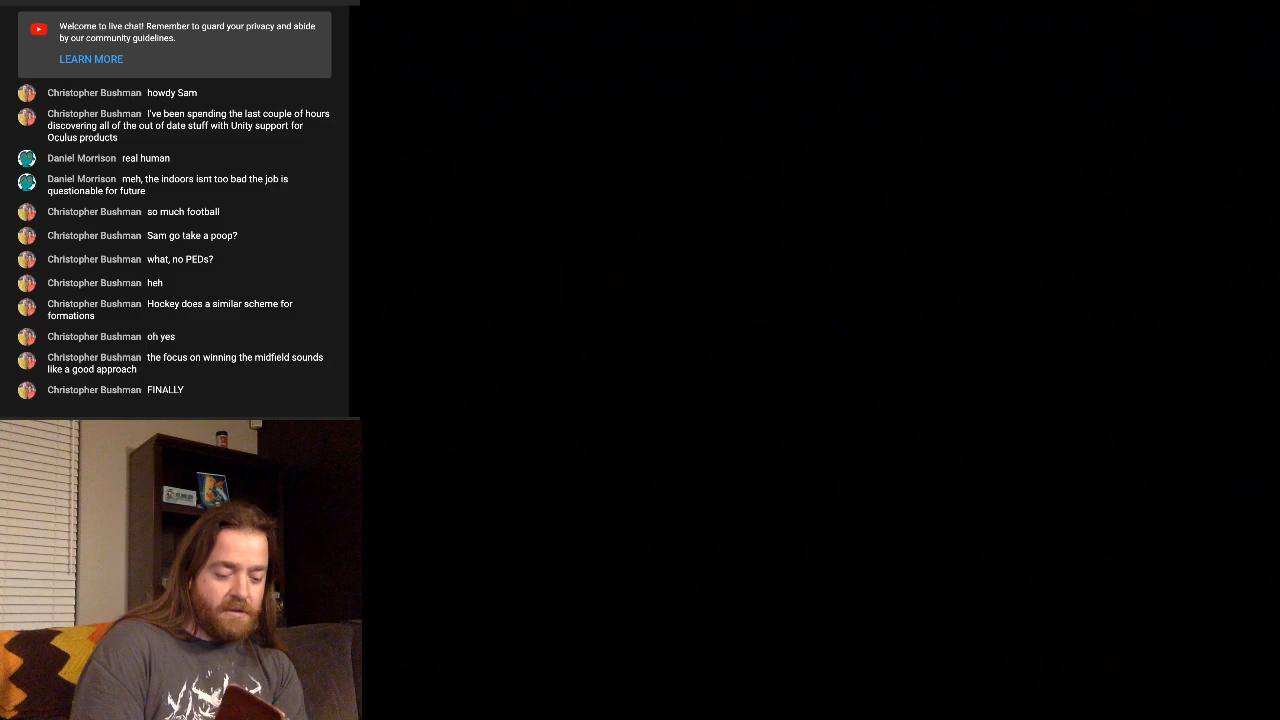 Welcome to live chat! Remember to guard your privacy and abide
by our community guidelines.
LEARN MORE
Christopher Bushman howdy Sam
Christopher Bushman I've been spending the last couple of hours
discovering all of the out of date stuff with Unity support for
Oculus products
Daniel Morrison real human
Daniel Morrison meh, the indoors isnt too bad the job is
questionable for future
Christopher Bushman so much football
Christopher Bushman Sam go take a poop?
Christopher Bushman what, no PEDs?
Christopher Bushman heh
Christopher Bushman Hockey does a similar scheme for
formations
Christopher Bushman oh yes
Christopher Bushman the focus on winning the midfield sounds
like a good approach
Christopher Bushman FINALLY